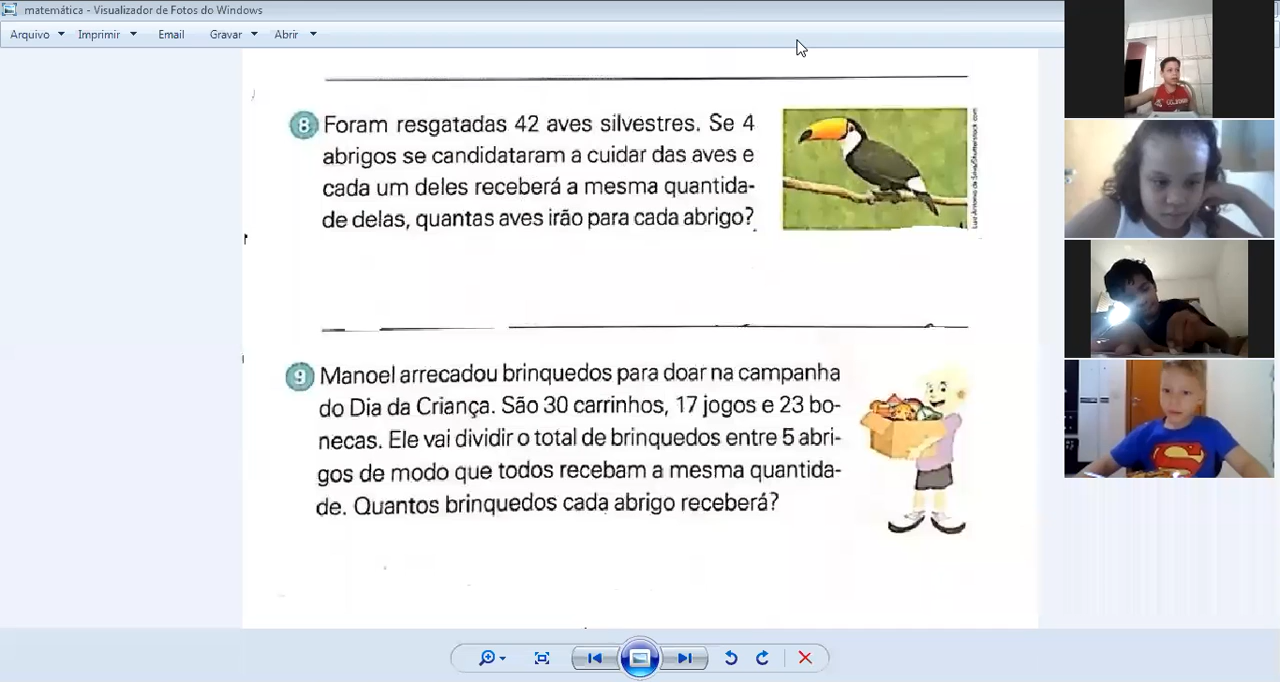 matemática - Visualizador de Fotos do Windows
Arquivo Imprimir Email Gravar Abrir
8 Foram resgatadas 42 aves silvestres. Se 4
abrigos se candidataram a cuidar das aves e
cada um deles receberá a mesma quantida-
de delas, quantas aves irão para cada abrigo?
9 Manoel arrecadou brinquedos para doar na campanha
do Dia da Criança. São 30 carrinhos, 17 jogos e 23 bo-
necas. Ele vai dividir o total de brinquedos entre 5 abri-
gos de modo que todos recebam a mesma quantida-
de. Quantos brinquedos cada abrigo receberá?